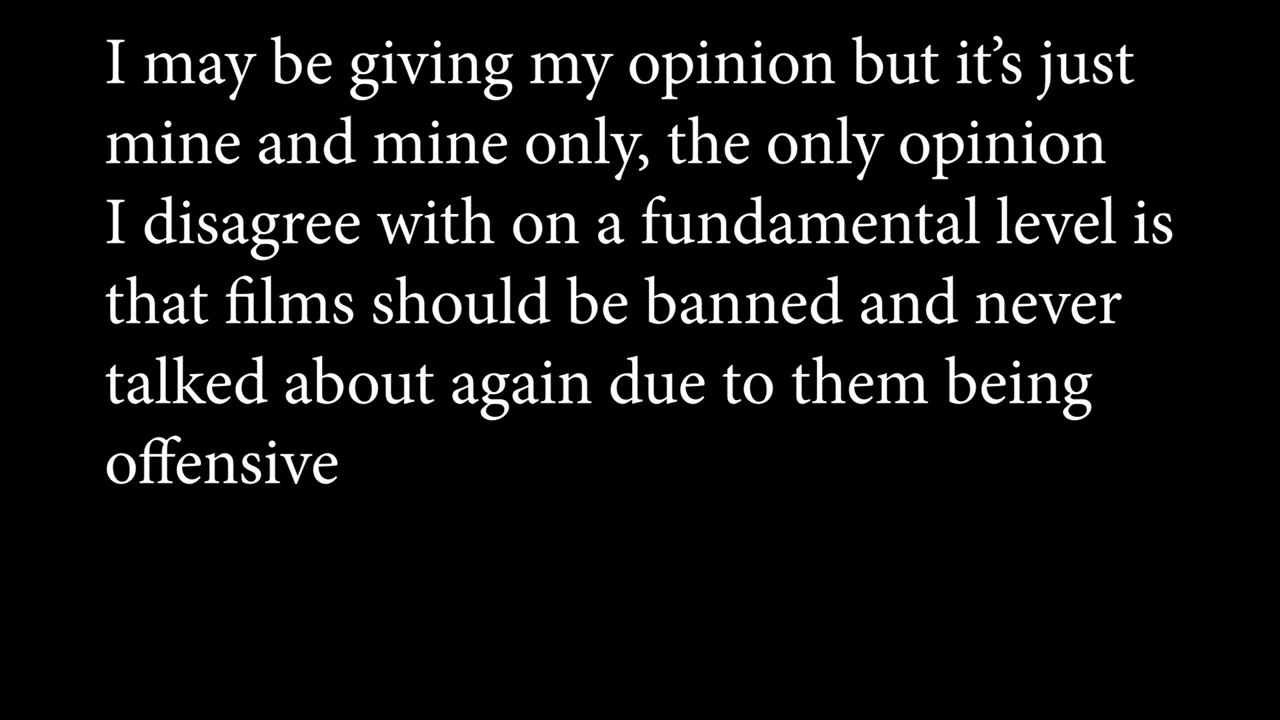 I may be giving my opinion but it’s just
mine and mine only, the only opinion
I disagree with on a fundamental level is
that films should be banned and never
talked about again due to them being
offensive